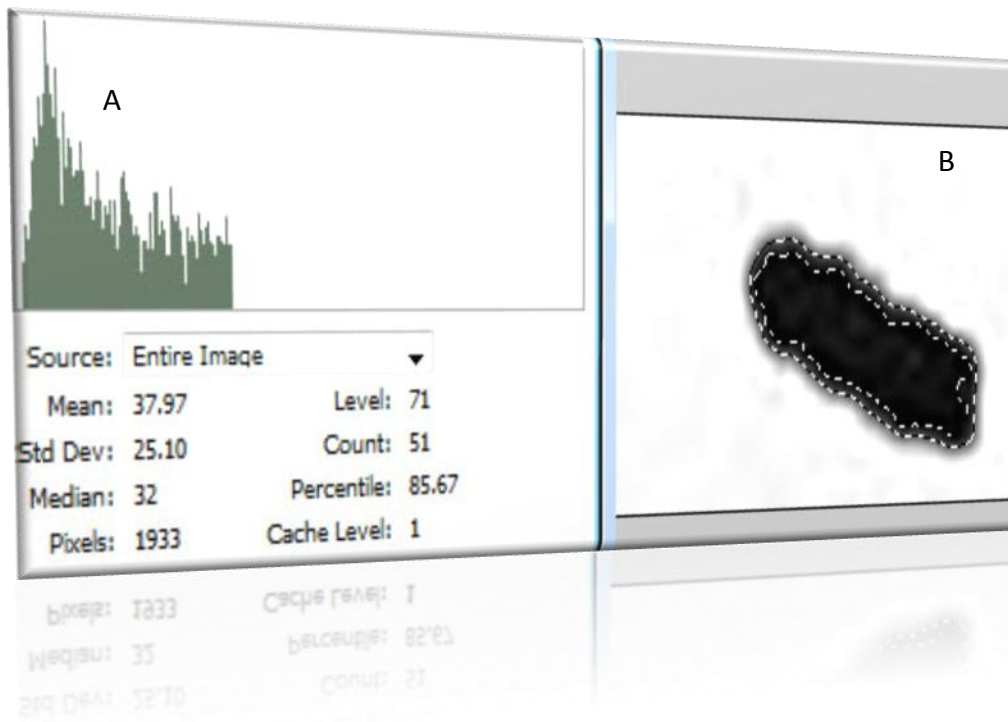 A
B
Source: Entire Image
Mean: 37.97 Level: 71
Std Dev: 25.10 Count: 51
Median: 32 Percentile: 85.67
Pixels: 1933 Cache Level: 1